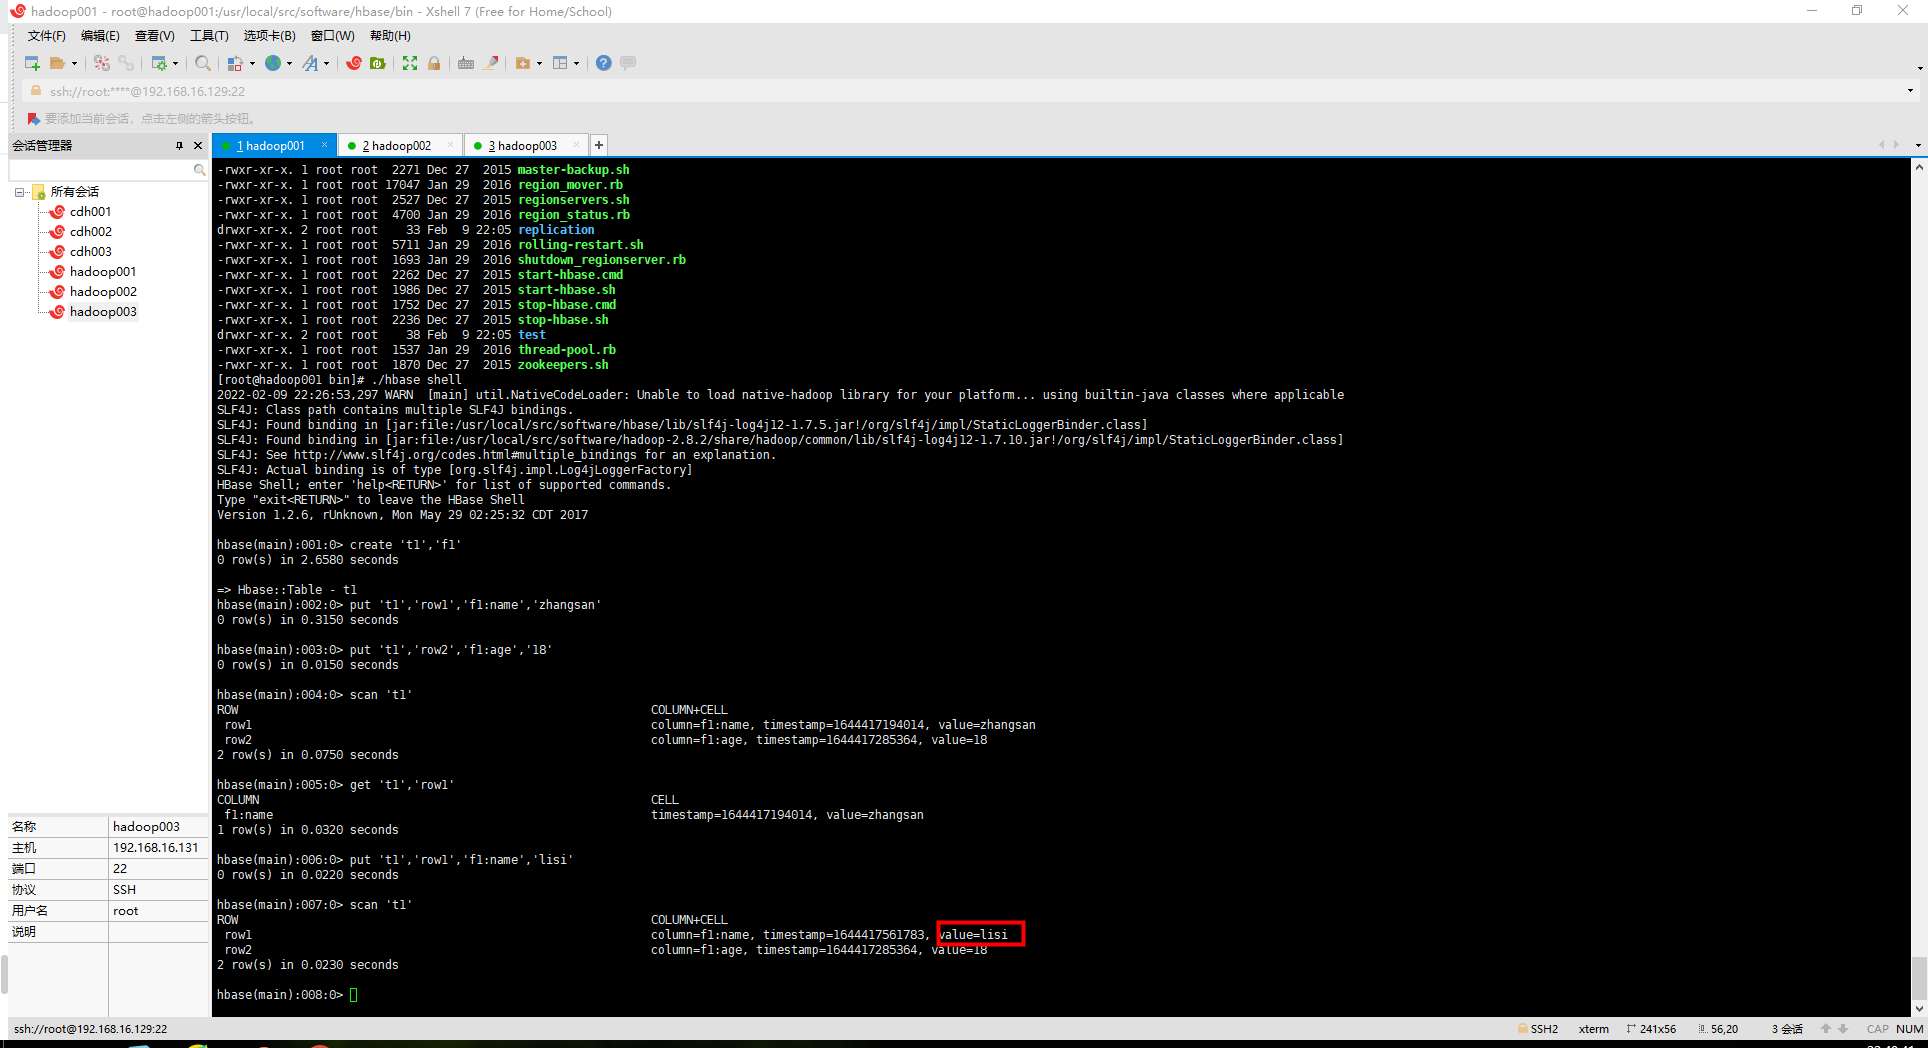 hadoop001 - root@hadoop001:/usr/local/src/software/hbase/bin - Xshell 7 (Free for Home/School)
文件(F) 编辑(E) 查看(V) 工具(T) 选项卡(B) 窗口(W) 帮助(H)
ssh://root:****@192.168.16.129:22
要添加当前会话，点击左侧的箭头按钮。
会话管理器
所有会话
cdh001
cdh002
cdh003
hadoop001
hadoop002
hadoop003
名称 hadoop003
主机 192.168.16.131
端口 22
协议 SSH
用户名 root
说明
1 hadoop001 2 hadoop002 3 hadoop003
-rwxr-xr-x. 1 root root  2271 Dec 27  2015 master-backup.sh
-rwxr-xr-x. 1 root root 17047 Jan 29  2016 region_mover.rb
-rwxr-xr-x. 1 root root  2527 Dec 27  2015 regionservers.sh
-rwxr-xr-x. 1 root root  4700 Jan 29  2016 region_status.rb
drwxr-xr-x. 2 root root    33 Feb  9 22:05 replication
-rwxr-xr-x. 1 root root  5711 Jan 29  2016 rolling-restart.sh
-rwxr-xr-x. 1 root root  1693 Jan 29  2016 shutdown_regionserver.rb
-rwxr-xr-x. 1 root root  2262 Dec 27  2015 start-hbase.cmd
-rwxr-xr-x. 1 root root  1986 Dec 27  2015 start-hbase.sh
-rwxr-xr-x. 1 root root  1752 Dec 27  2015 stop-hbase.cmd
-rwxr-xr-x. 1 root root  2236 Dec 27  2015 stop-hbase.sh
drwxr-xr-x. 2 root root    38 Feb  9 22:05 test
-rwxr-xr-x. 1 root root  1537 Jan 29  2016 thread-pool.rb
-rwxr-xr-x. 1 root root  1870 Dec 27  2015 zookeepers.sh
[root@hadoop001 bin]# ./hbase shell
2022-02-09 22:26:53,297 WARN  [main] util.NativeCodeLoader: Unable to load native-hadoop library for your platform... using builtin-java classes where applicable
SLF4J: Class path contains multiple SLF4J bindings.
SLF4J: Found binding in [jar:file:/usr/local/src/software/hbase/lib/slf4j-log4j12-1.7.5.jar!/org/slf4j/impl/StaticLoggerBinder.class]
SLF4J: Found binding in [jar:file:/usr/local/src/software/hadoop-2.8.2/share/hadoop/common/lib/slf4j-log4j12-1.7.10.jar!/org/slf4j/impl/StaticLoggerBinder.class]
SLF4J: See http://www.slf4j.org/codes.html#multiple_bindings for an explanation.
SLF4J: Actual binding is of type [org.slf4j.impl.Log4jLoggerFactory]
HBase Shell; enter 'help<RETURN>' for list of supported commands.
Type "exit<RETURN>" to leave the HBase Shell
Version 1.2.6, rUnknown, Mon May 29 02:25:32 CDT 2017
hbase(main):001:0> create 't1','f1'
0 row(s) in 2.6580 seconds
=> Hbase::Table - t1
hbase(main):002:0> put 't1','row1','f1:name','zhangsan'
0 row(s) in 0.3150 seconds
hbase(main):003:0> put 't1','row2','f1:age','18'
0 row(s) in 0.0150 seconds
hbase(main):004:0> scan 't1'
ROW COLUMN+CELL
row1 column=f1:name, timestamp=1644417194014, value=zhangsan
row2 column=f1:age, timestamp=1644417285364, value=18
2 row(s) in 0.0750 seconds
hbase(main):005:0> get 't1','row1'
COLUMN CELL
f1:name timestamp=1644417194014, value=zhangsan
1 row(s) in 0.0320 seconds
hbase(main):006:0> put 't1','row1','f1:name','lisi'
0 row(s) in 0.0220 seconds
hbase(main):007:0> scan 't1'
ROW COLUMN+CELL
row1 column=f1:name, timestamp=1644417561783, value=lisi
row2 column=f1:age, timestamp=1644417285364, value=18
2 row(s) in 0.0230 seconds
hbase(main):008:0>
ssh://root@192.168.16.129:22 SSH2 xterm 241x56 56,20 3 会话 CAP NUM